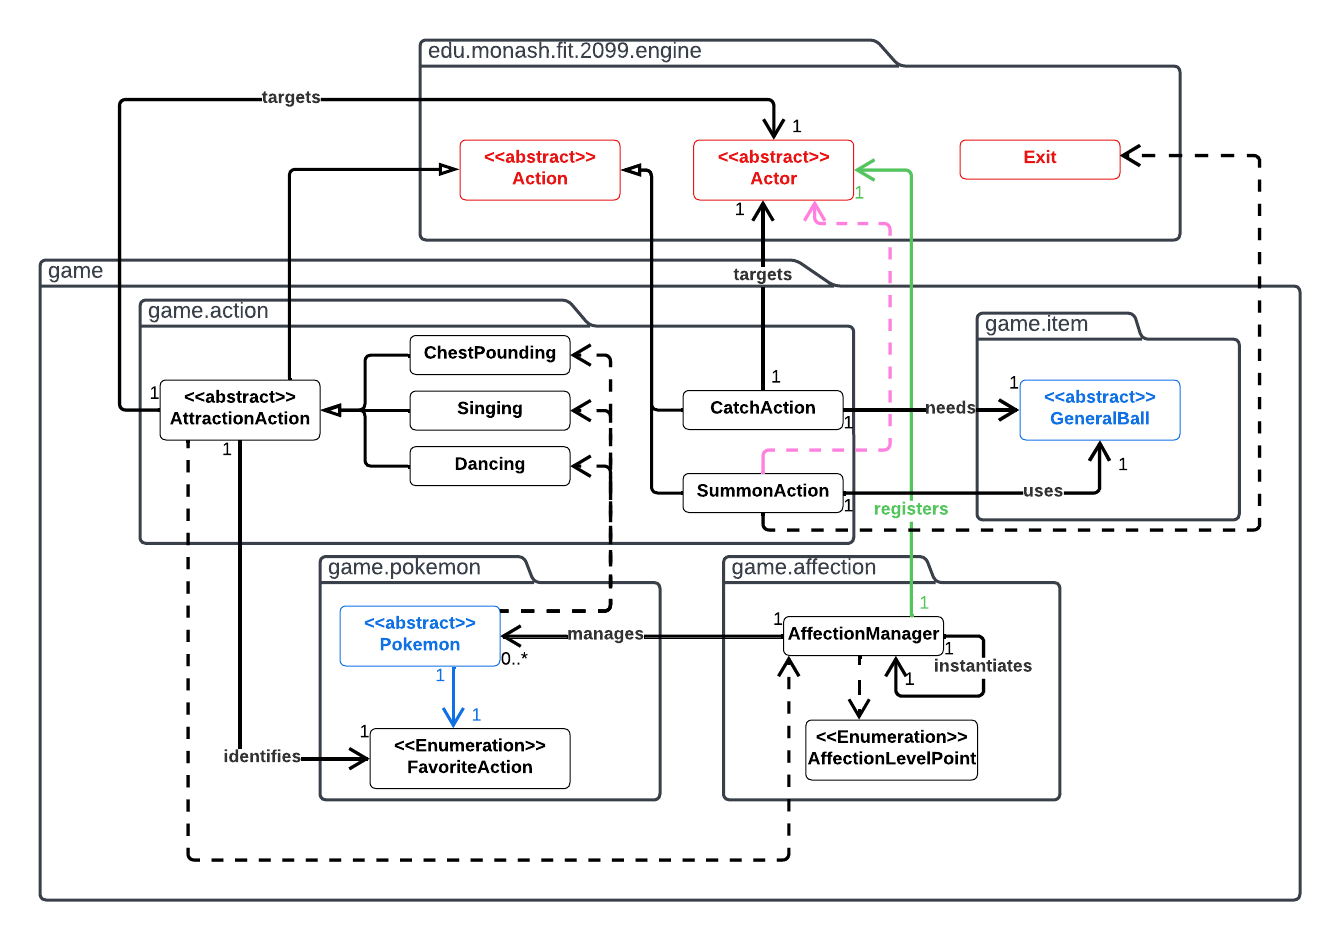 edu.monash.fit.2099.engine
targets
1
<<abstract>>
Action
<<abstract>>
Actor
Exit
1
1
game
targets
game.action
game.item
ChestPounding
1
<<abstract>>
AttractionAction
1
Singing
1
CatchAction
1
needs
1
<<abstract>>
GeneralBall
Dancing
1
SummonAction
1
uses
registers
game.pokemon
game.affection
1
<<abstract>>
Pokemon
0..*
manages
1
AffectionManager
1
instantiates
1
1
1
1
<<Enumeration>>
FavoriteAction
identifies
<<Enumeration>>
AffectionLevelPoint